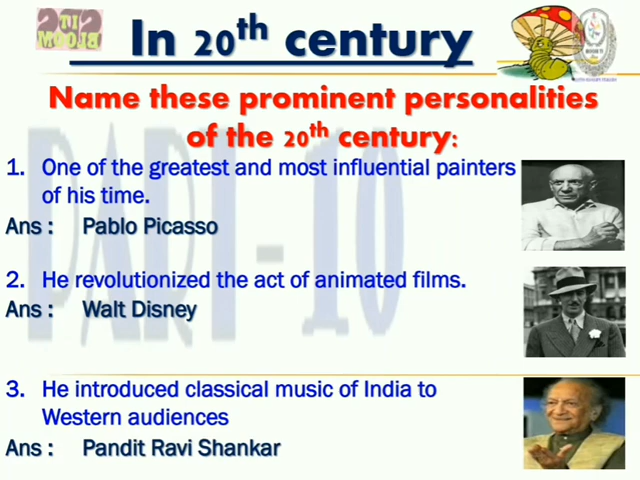 In 20th century
Name these prominent personalities
of the 20th century:
1. One of the greatest and most influential painters
of his time.
Ans : Pablo Picasso
2. He revolutionized the act of animated films.
Ans : Walt Disney
3. He introduced classical music of India to
Western audiences
Ans : Pandit Ravi Shankar
PART-10